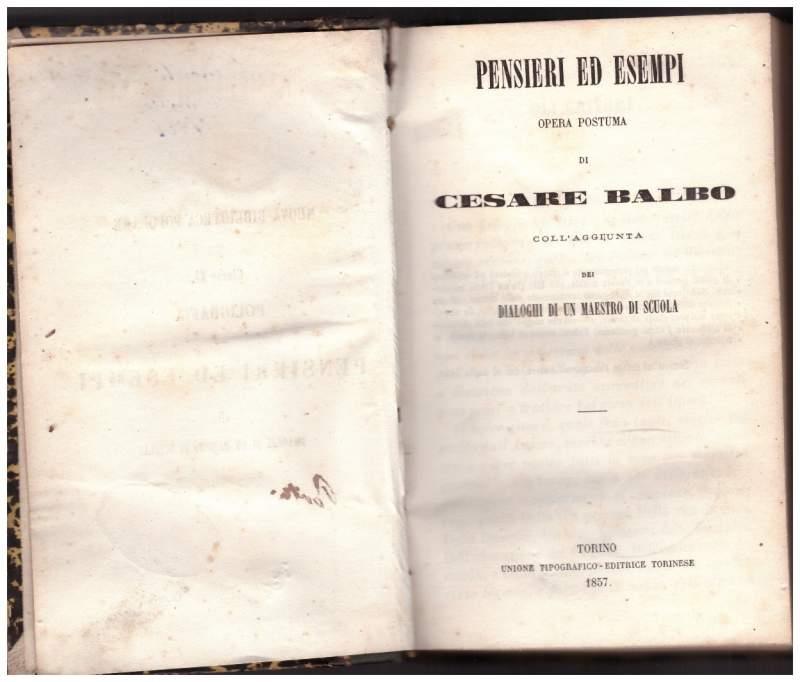 PENSIERI ED ESEMPI
OPERA POSTUMA
DI
CESARE BALBO
COLL'AGGIUNTA
DEI
DIALOGHI DI UN MAESTRO DI SCUOLA
TORINO
UNIONE TIPOGRAFICO-EDITRICE TORINESE
1857.